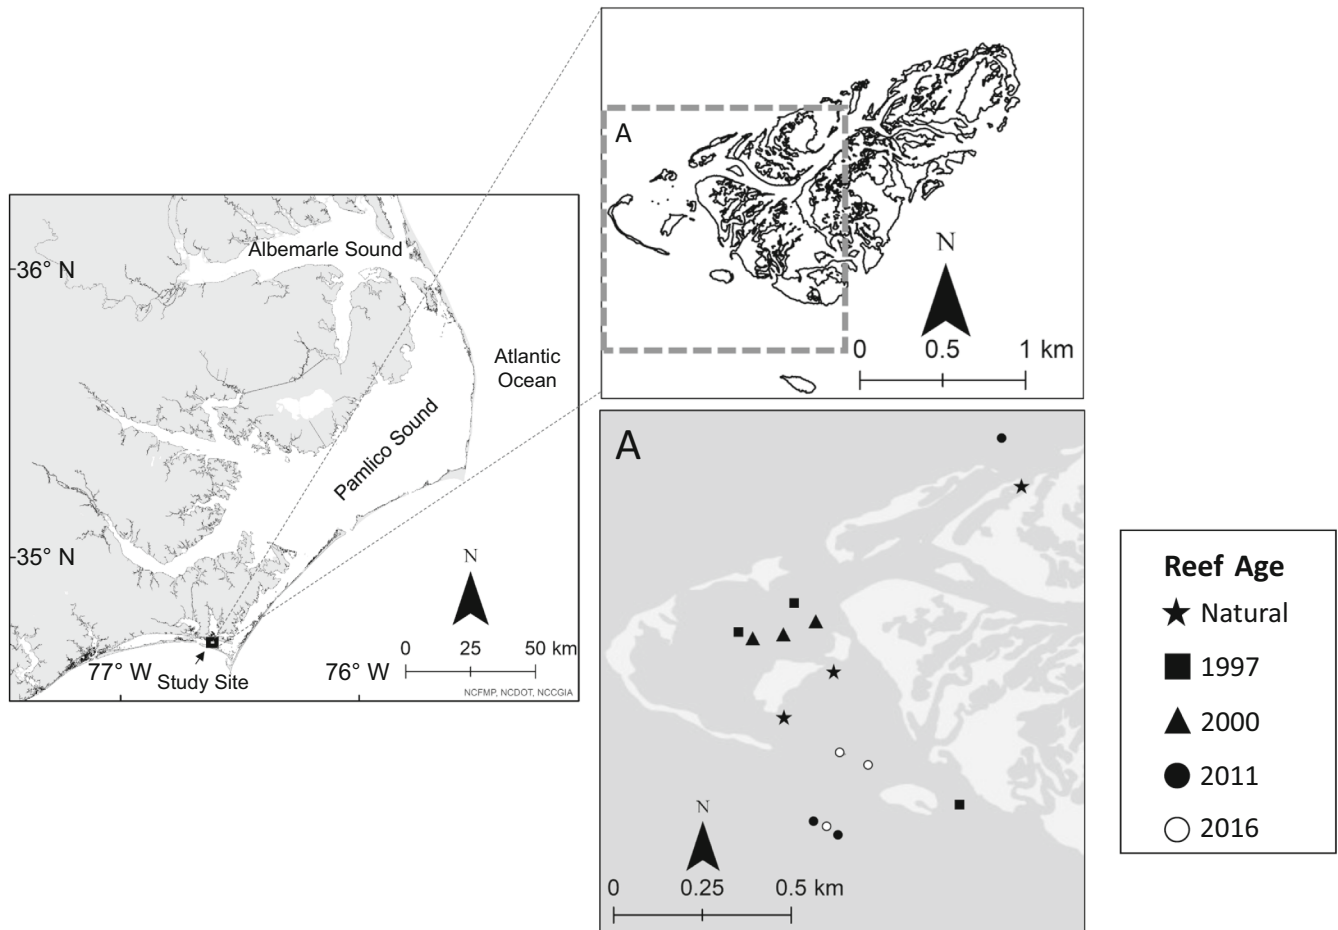 36° N
35° N
77° W
76° W
Albemarle Sound
Pamlico Sound
Atlantic
Ocean
N
0 25 50 km
Study Site
NCFMP, NCDOT, NCCGIA
A
N
0 0.5 1 km
A
N
0 0.25 0.5 km
Reef Age
Natural
1997
2000
2011
2016